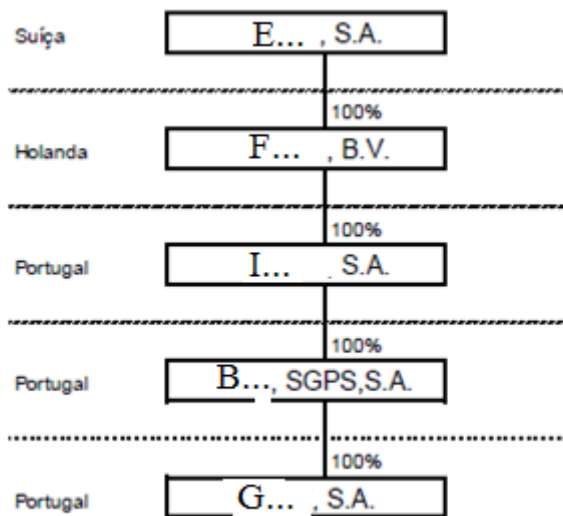 Suíça E... , S.A.
100%
Holanda F... , B.V.
100%
Portugal I... S.A.
100%
Portugal B..., SGPS,S.A.
100%
Portugal G... , S.A.